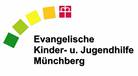 Evangelische
Kinder- u. Jugendhilfe
Münchberg